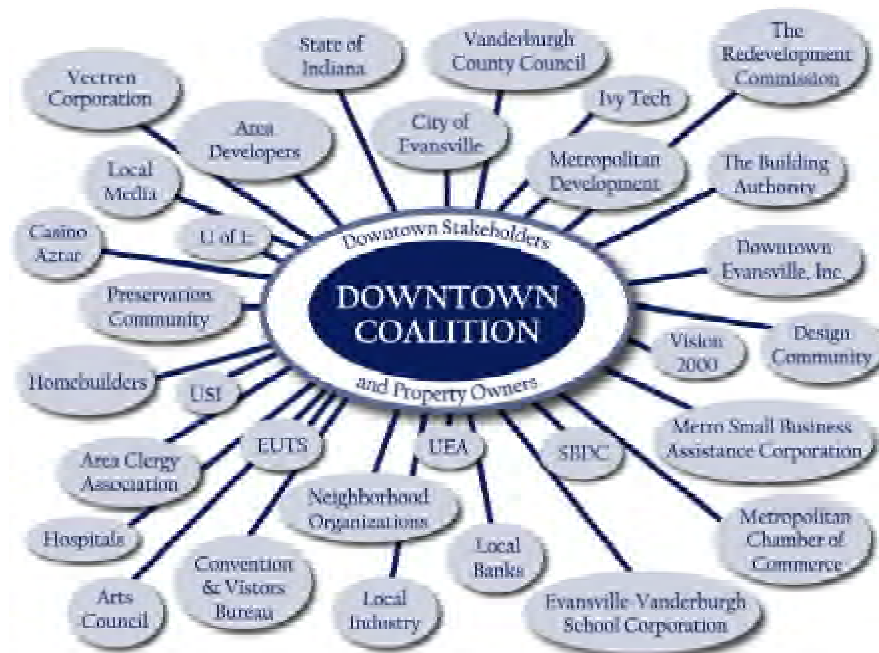 State of
Indiana
Vanderburgh
County Council
The
Redevelopment
Commission
Vectren
Corporation
Ivy Tech
Area
Developers
City of
Evansville
Local
Media
Metropolitan
Development
The Building
Authority
Casino
Aztar
U of E
Downtown Stakeholders
Downtown
Evansville, Inc.
Preservation
Community
DOWNTOWN
COALITION
Vision
2000
Design
Community
Homebuilders
USI
and Property Owners
Metro Small Business
Assistance Corporation
Area Clergy
Association
EUTS
UEA
SBDC
Neighborhood
Organizations
Hospitals
Metropolitan
Chamber of
Commerce
Convention
& Vistors
Bureau
Local
Banks
Arts
Council
Local
Industry
Evansville-Vanderburgh
School Corporation